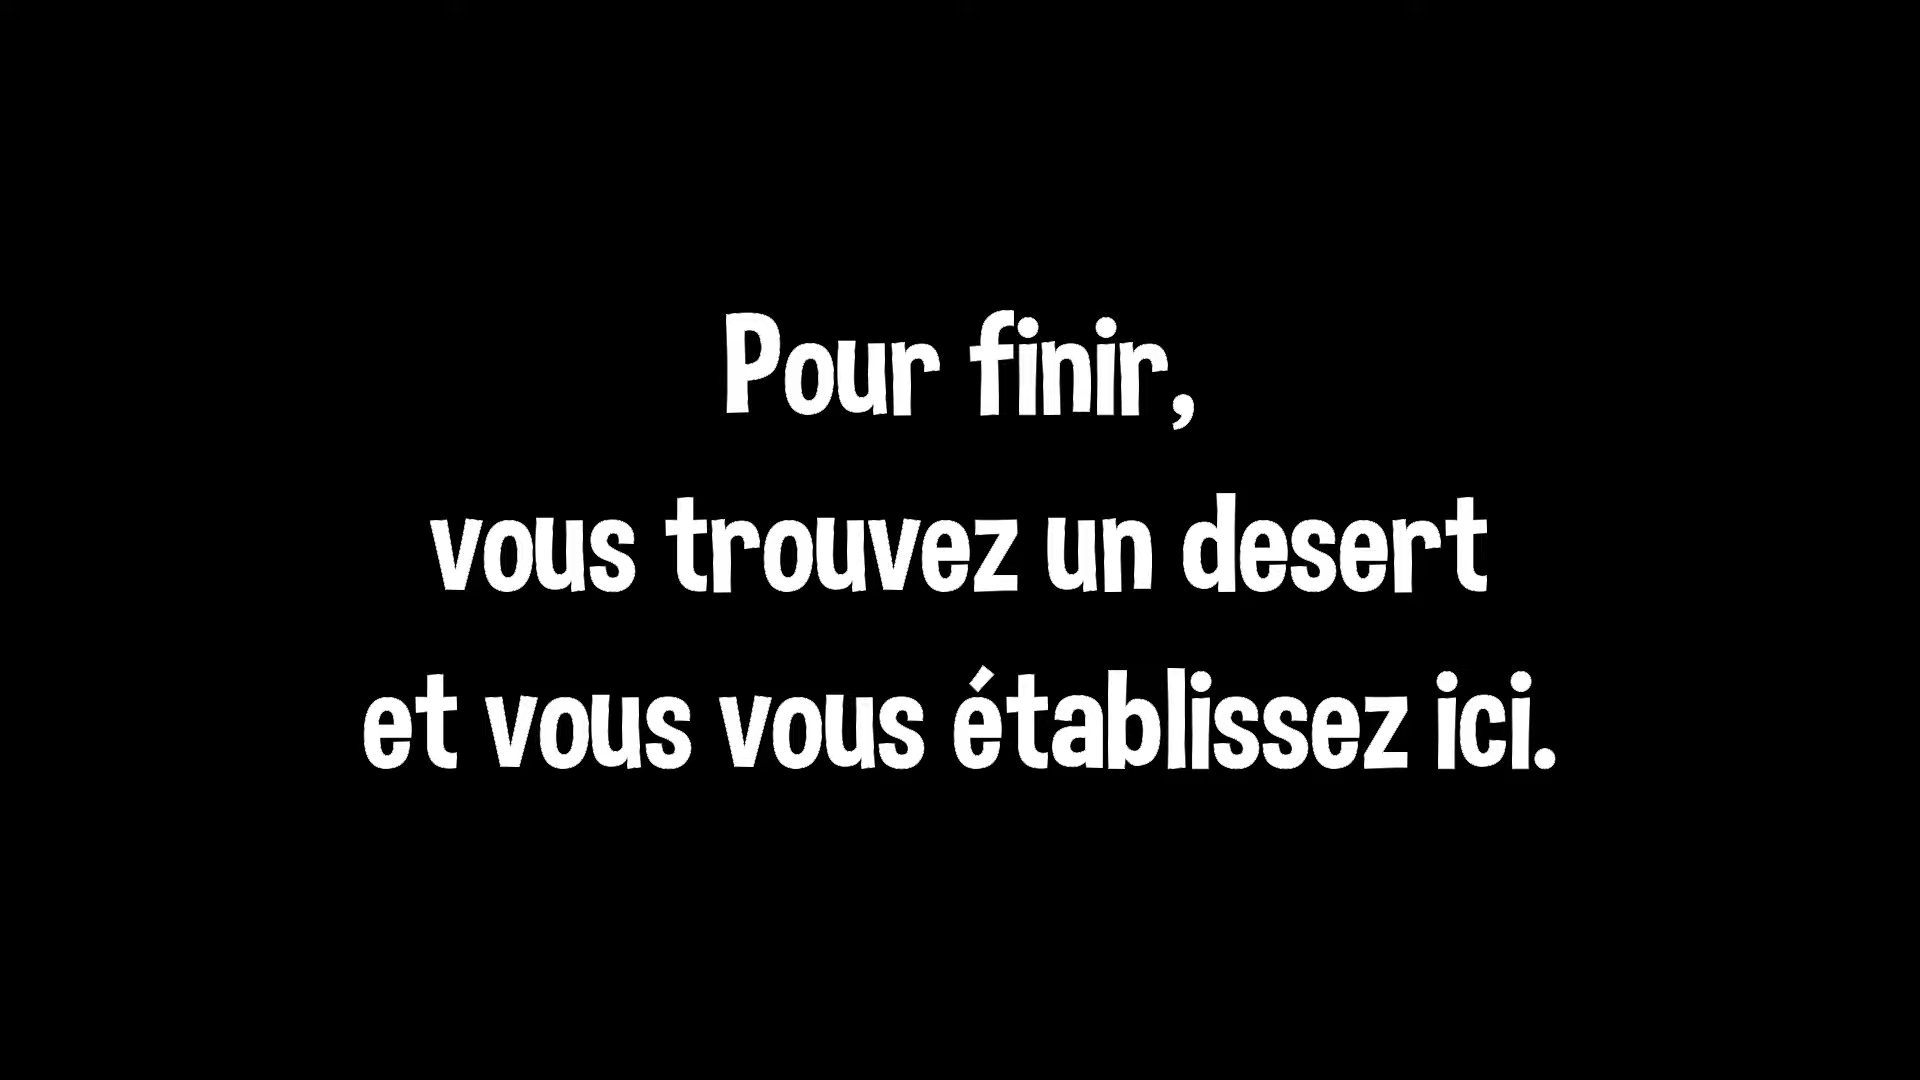 Pour finir,
vous trouvez un desert
et vous vous établissez ici.